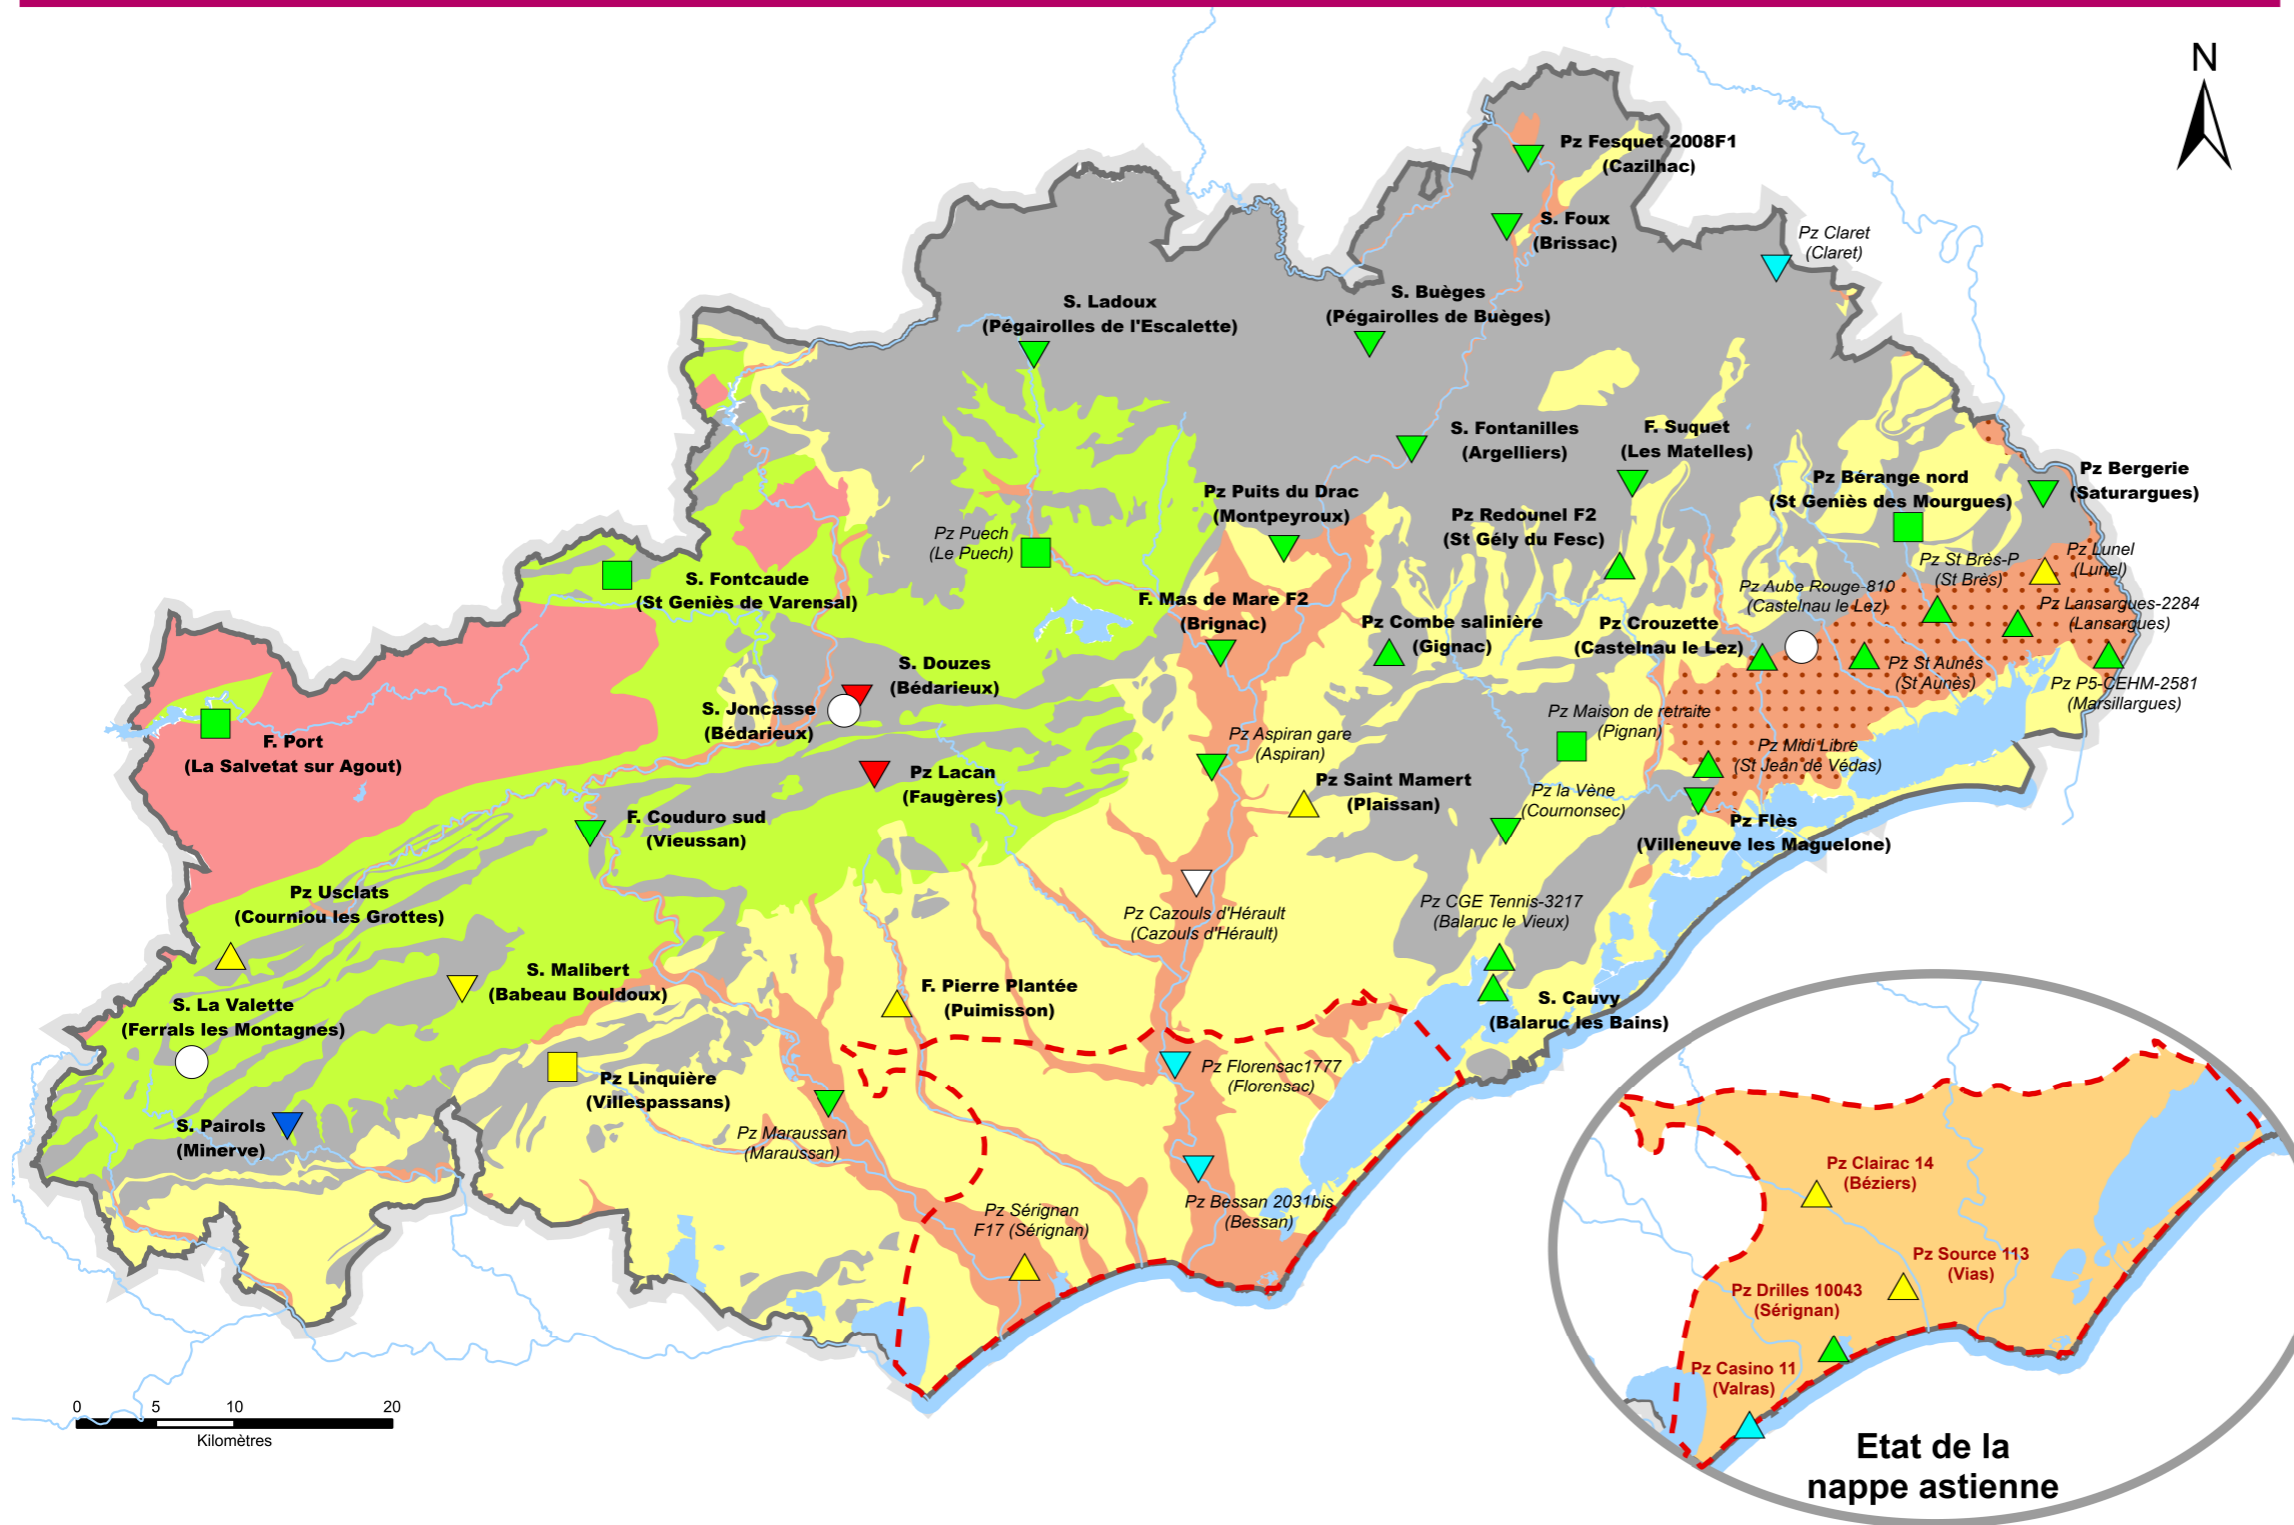 N
Pz Fesquet 2008F1
(Cazilhac)
S. Foux
(Brissac)
Pz Claret
(Claret)
S. Ladoux
(Pégairolles de l'Escalette)
S. Buèges
(Pégairolles de Buèges)
S. Fontanilles
(Argelliers)
F. Suquet
(Les Matelles)
Pz Bérange nord
(St Geniès des Mourgues)
Pz Bergerie
(Saturargues)
Pz Puits du Drac
(Montpeyroux)
Pz Redounel F2
(St Gély du Fesc)
Pz Puech
(Le Puech)
Pz St Brès-P
(St Brès)
Pz Lunel
(Lunel)
S. Fontcaude
(St Geniès de Varensal)
F. Mas de Mare F2
(Brignac)
Pz Aube Rouge-810
(Castelnau le Lez)
Pz Lansargues-2284
(Lansargues)
Pz Combe salinière
(Gignac)
Pz Crouzette
(Castelnau le Lez)
S. Douzes
(Bédarieux)
Pz St Aunès
(St Aunès)
Pz P5-CEHM-2581
(Marsillargues)
S. Joncasse
(Bédarieux)
Pz Maison de retraite
(Pignan)
F. Port
(La Salvetat sur Agout)
Pz Aspiran gare
(Aspiran)
Pz Midi Libre
(St Jean de Védas)
Pz Lacan
(Faugères)
Pz Saint Mamert
(Plaissan)
Pz la Vène
(Cournonsec)
F. Couduro sud
(Vieussan)
Pz Flès
(Villeneuve les Maguelone)
Pz Usclats
(Courniou les Grottes)
Pz Cazouls d'Hérault
(Cazouls d'Hérault)
Pz CGE Tennis-3217
(Balaruc le Vieux)
S. Malibert
(Babeau Bouldoux)
F. Pierre Plantée
(Puimisson)
S. La Valette
(Ferrals les Montagnes)
S. Cauvy
(Balaruc les Bains)
Pz Florensac1777
(Florensac)
Pz Linquière
(Villespassans)
S. Pairols
(Minerve)
Pz Maraussan
(Maraussan)
Pz Bessan 2031bis
(Bessan)
Pz Sérignan
F17 (Sérignan)
Pz Clairac 14
(Béziers)
Pz Source 113
(Vias)
Pz Drilles 10043
(Sérignan)
Pz Casino 11
(Valras)
Etat de la
nappe astienne
0 5 10 20
Kilomètres